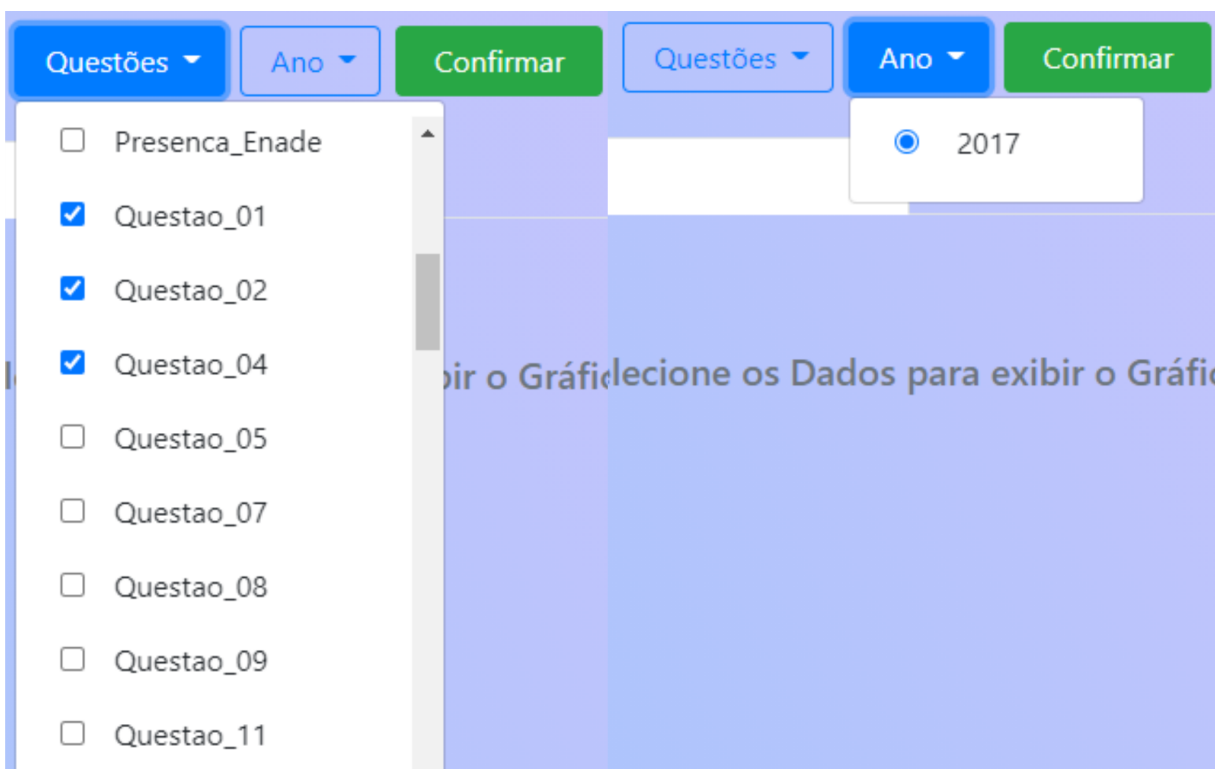 Questões Ano Confirmar
Presenca_Enade
Questao_01
Questao_02
Questao_04
Questao_05
Questao_07
Questao_08
Questao_09
Questao_11
o Gráfi
Questões Ano Confirmar
2017
lecione os Dados para exibir o Gráfi